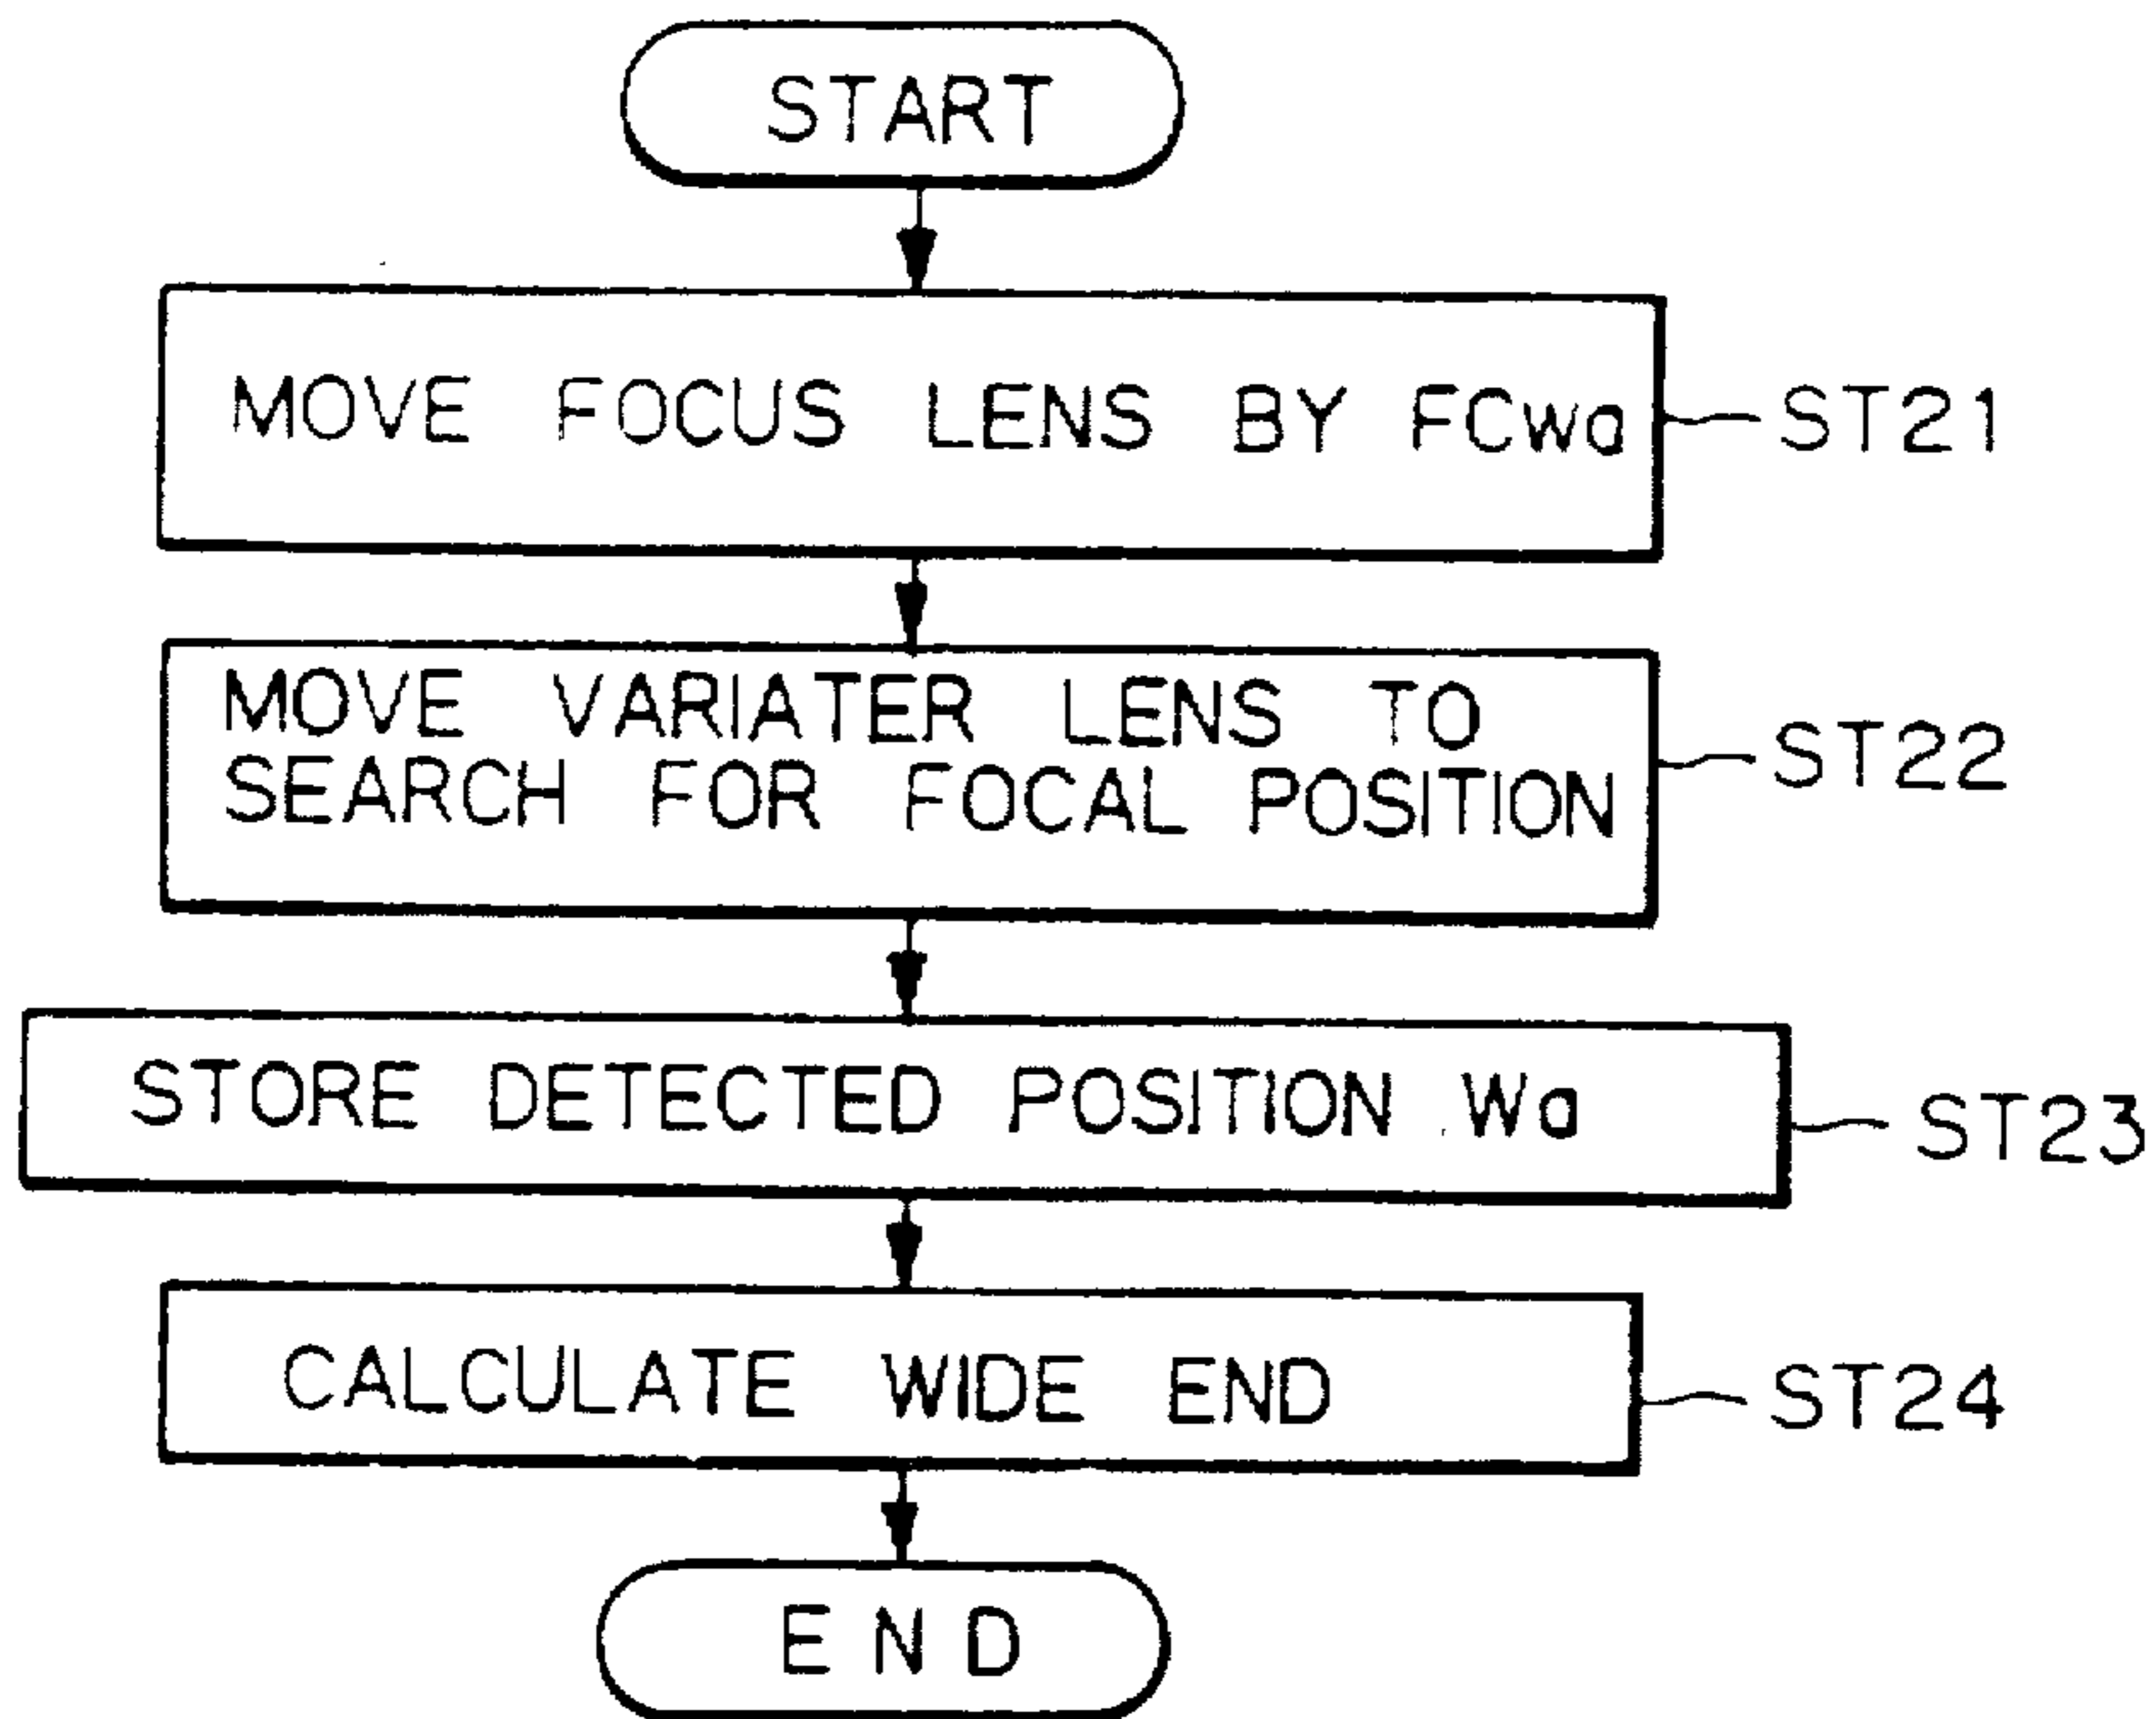 START
MOVE FOCUS LENS BY FCWa
ST21
MOVE VARIATER LENS TO
SEARCH FOR FOCAL POSITION
ST22
STORE DETECTED POSITION Wa
ST23
CALCULATE WIDE END
ST24
END